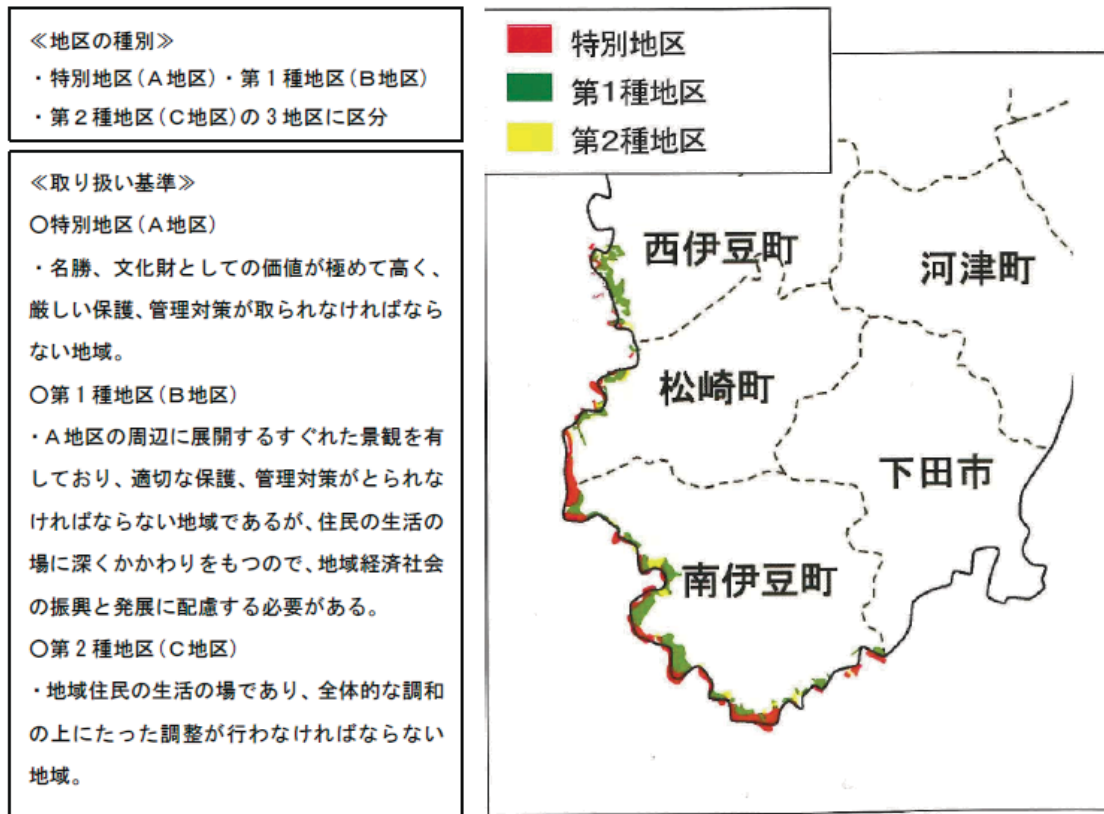 ≪地区の種別≫
・特別地区(A地区)・第1種地区(B地区)
・第2種地区(C地区)の3地区に区分
≪取り扱い基準≫
〇特別地区(A地区)
・名勝、文化財としての価値が極めて高く、
厳しい保護、管理対策が取られなければなら
ない地域。
〇第1種地区(B地区)
・A地区の周辺に展開するすぐれた景観を有
しており、適切な保護、管理対策がとられな
ければならない地域であるが、住民の生活の
場に深くかかわりをもつので、地域経済社会
の振興と発展に配慮する必要がある。
〇第2種地区(C地区)
・地域住民の生活の場であり、全体的な調和
の上にたった調整が行わなければならない
地域。
特別地区
第1種地区
第2種地区
西伊豆町
河津町
松崎町
下田市
南伊豆町